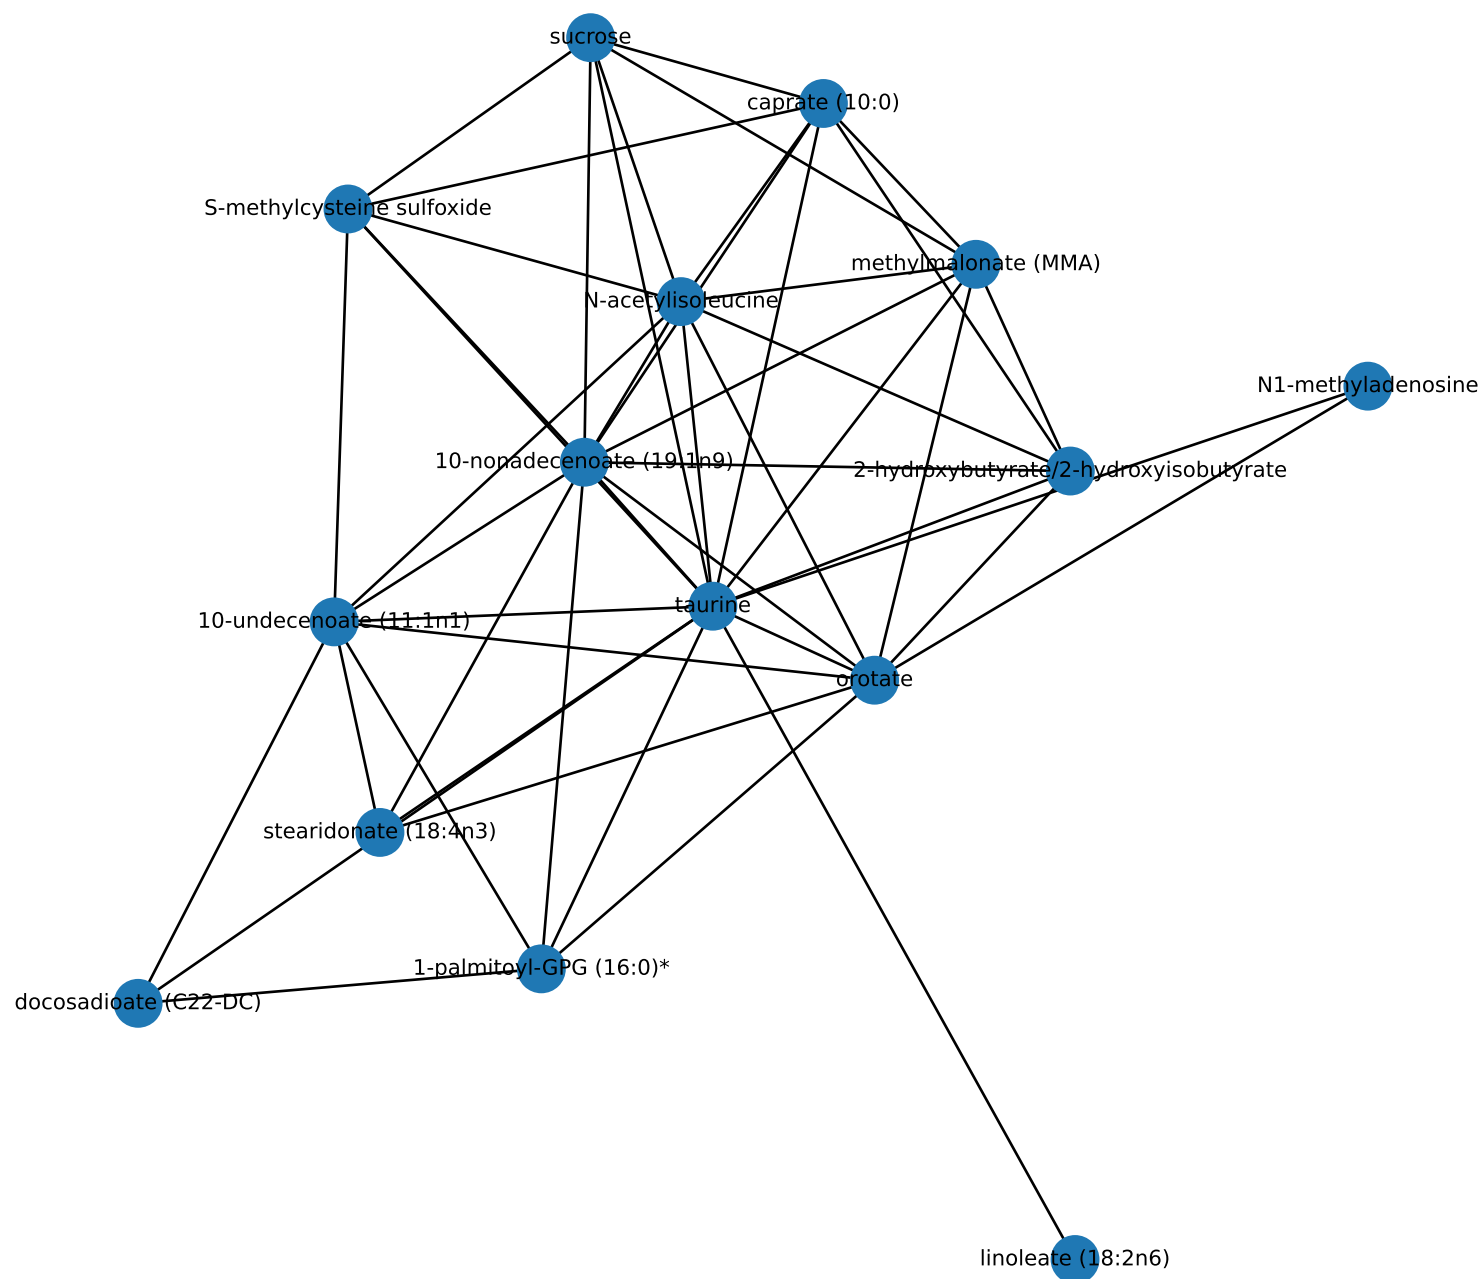 sucrose
caprate (10:0)
S-methylcysteine sulfoxide
methylmalonate (MMA)
N-acetylisoleucine
N1-methyladenosine
10-nonadecenoate (19:1n9)
2-hydroxybutyrate/2-hydroxyisobutyrate
taurine
10-undecenoate (11:1n1)
orotate
stearidonate (18:4n3)
1-palmitoyl-GPG (16:0)*
docosadioate (C22-DC)
linoleate (18:2n6)